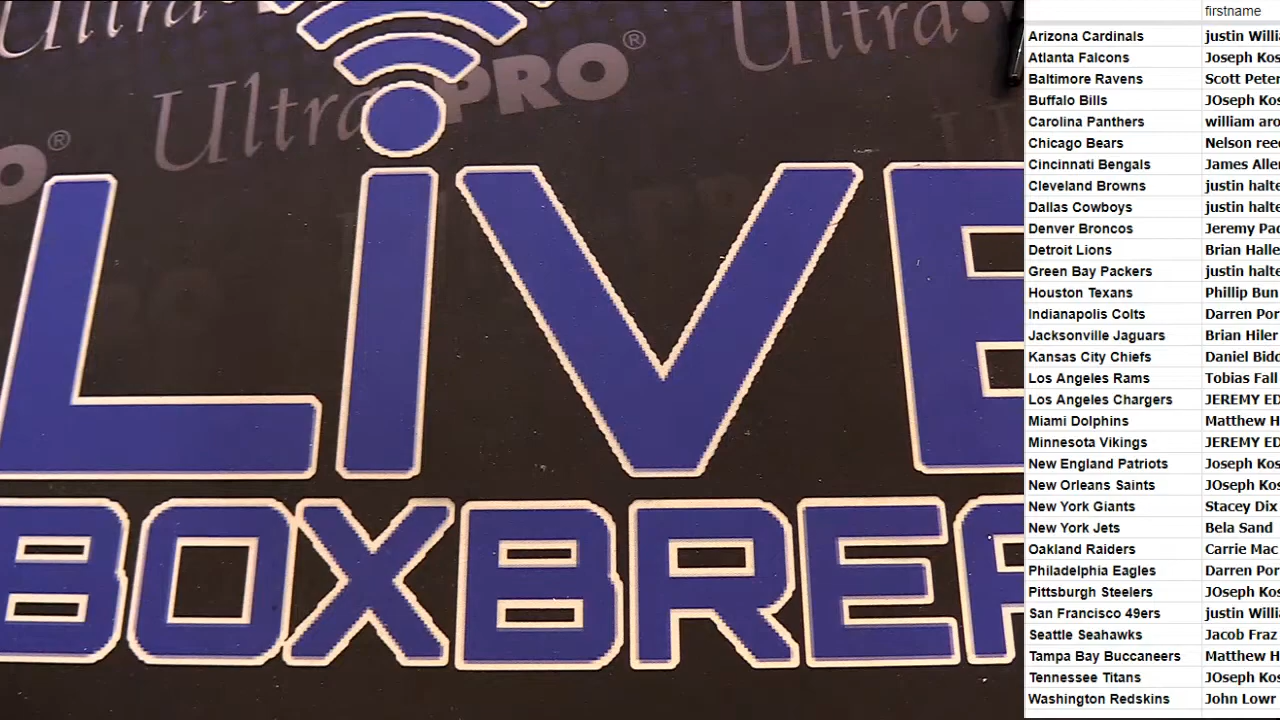 Ultra
Ultra PRO®
Ultra
O®
LiVE
BOXBREA
firstname
Arizona Cardinals justin Willi
Atlanta Falcons Joseph Kos
Baltimore Ravens Scott Peter
Buffalo Bills JOseph Kos
Carolina Panthers william aro
Chicago Bears Nelson reed
Cincinnati Bengals James Allen
Cleveland Browns justin halte
Dallas Cowboys justin halte
Denver Broncos Jeremy Pac
Detroit Lions Brian Halle
Green Bay Packers justin halte
Houston Texans Phillip Bun
Indianapolis Colts Darren Por
Jacksonville Jaguars Brian Hiler
Kansas City Chiefs Daniel Bidd
Los Angeles Rams Tobias Fall
Los Angeles Chargers JEREMY ED
Miami Dolphins Matthew H
Minnesota Vikings JEREMY ED
New England Patriots Joseph Kos
New Orleans Saints JOseph Kos
New York Giants Stacey Dix
New York Jets Bela Sand
Oakland Raiders Carrie Mac
Philadelphia Eagles Darren Por
Pittsburgh Steelers JOseph Kos
San Francisco 49ers justin Willi
Seattle Seahawks Jacob Fraz
Tampa Bay Buccaneers Matthew H
Tennessee Titans JOseph Kos
Washington Redskins John Lowr